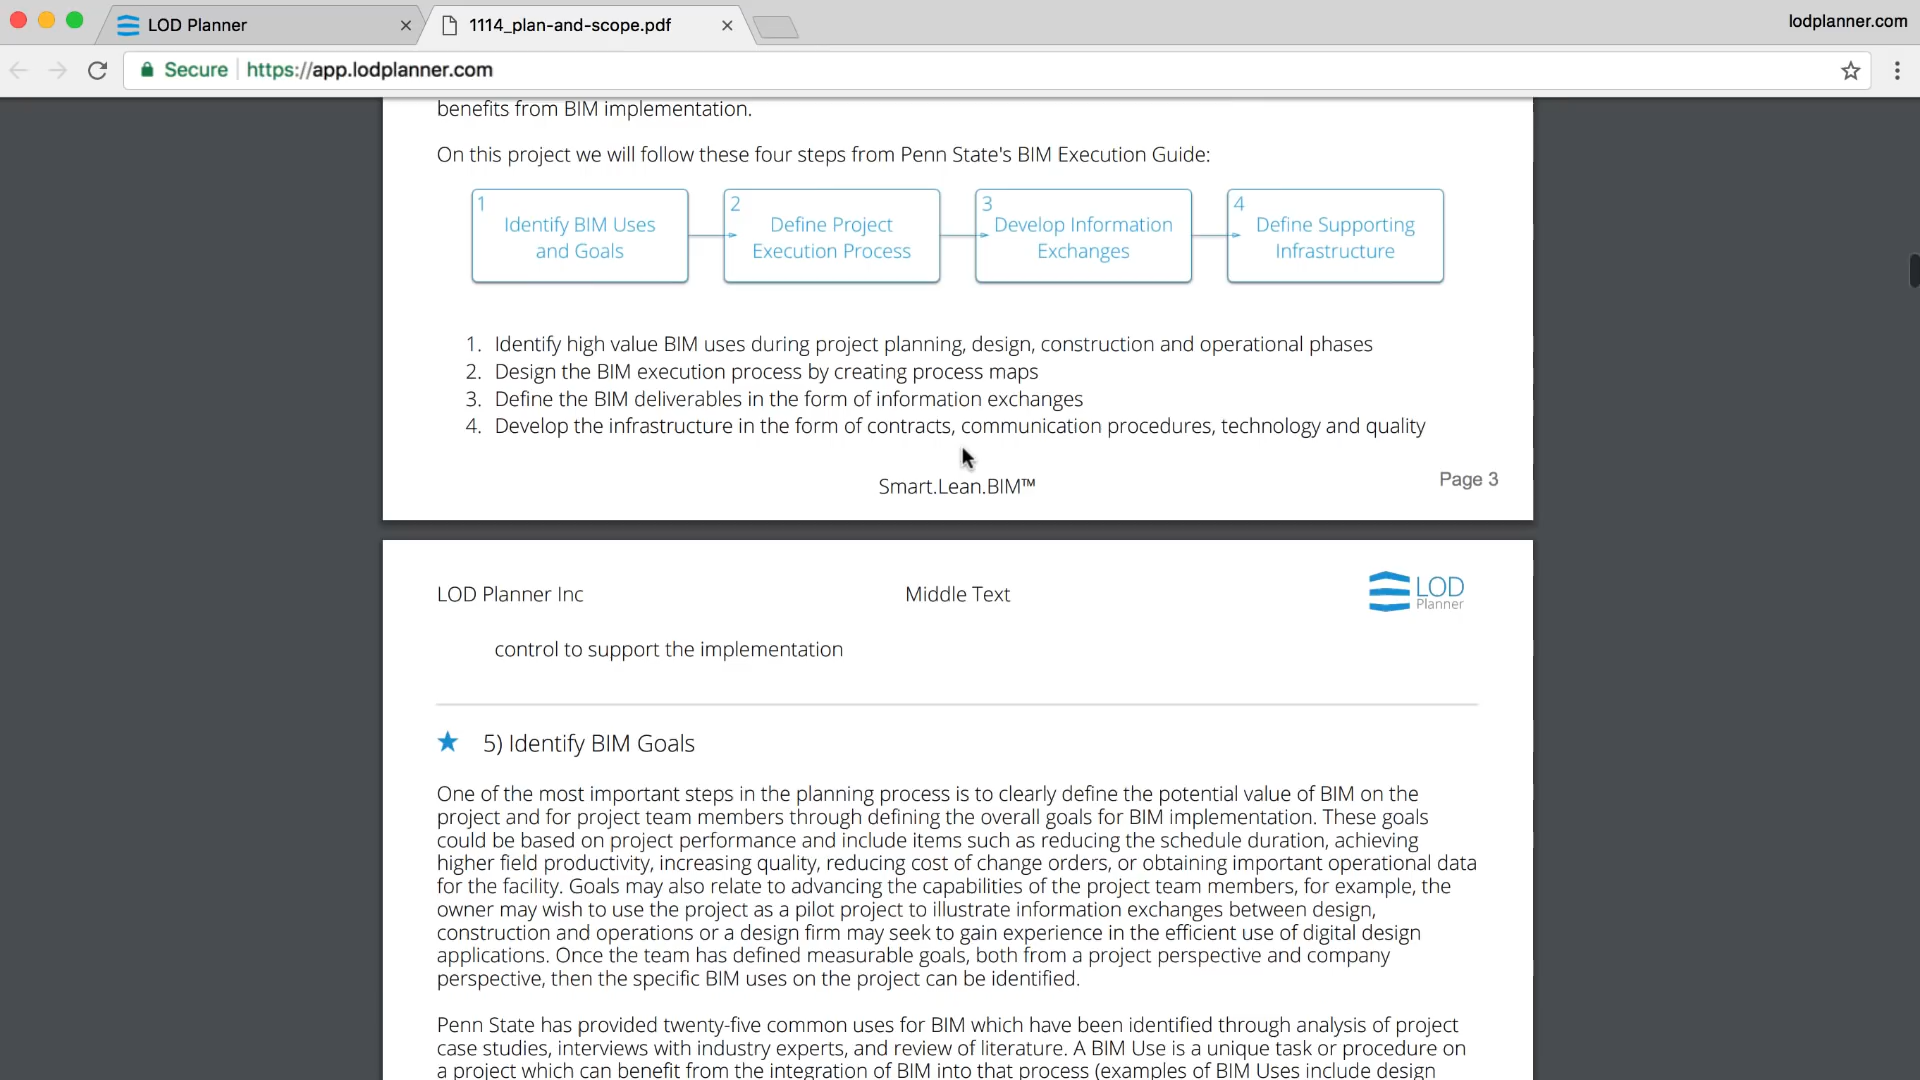 LOD Planner
1114_plan-and-scope.pdf
lodplanner.com
Secure https://app.lodplanner.com
benefits from BIM implementation.
On this project we will follow these four steps from Penn State's BIM Execution Guide:
1
Identify BIM Uses
and Goals
2
Define Project
Execution Process
3
Develop Information
Exchanges
4
Define Supporting
Infrastructure
1. Identify high value BIM uses during project planning, design, construction and operational phases
2. Design the BIM execution process by creating process maps
3. Define the BIM deliverables in the form of information exchanges
4. Develop the infrastructure in the form of contracts, communication procedures, technology and quality
Smart.Lean.BIM™
Page 3
LOD Planner Inc
Middle Text
LOD
Planner
control to support the implementation
5) Identify BIM Goals
One of the most important steps in the planning process is to clearly define the potential value of BIM on the
project and for project team members through defining the overall goals for BIM implementation. These goals
could be based on project performance and include items such as reducing the schedule duration, achieving
higher field productivity, increasing quality, reducing cost of change orders, or obtaining important operational data
for the facility. Goals may also relate to advancing the capabilities of the project team members, for example, the
owner may wish to use the project as a pilot project to illustrate information exchanges between design,
construction and operations or a design firm may seek to gain experience in the efficient use of digital design
applications. Once the team has defined measurable goals, both from a project perspective and company
perspective, then the specific BIM uses on the project can be identified.
Penn State has provided twenty-five common uses for BIM which have been identified through analysis of project
case studies, interviews with industry experts, and review of literature. A BIM Use is a unique task or procedure on
a project which can benefit from the integration of BIM into that process (examples of BIM Uses include design